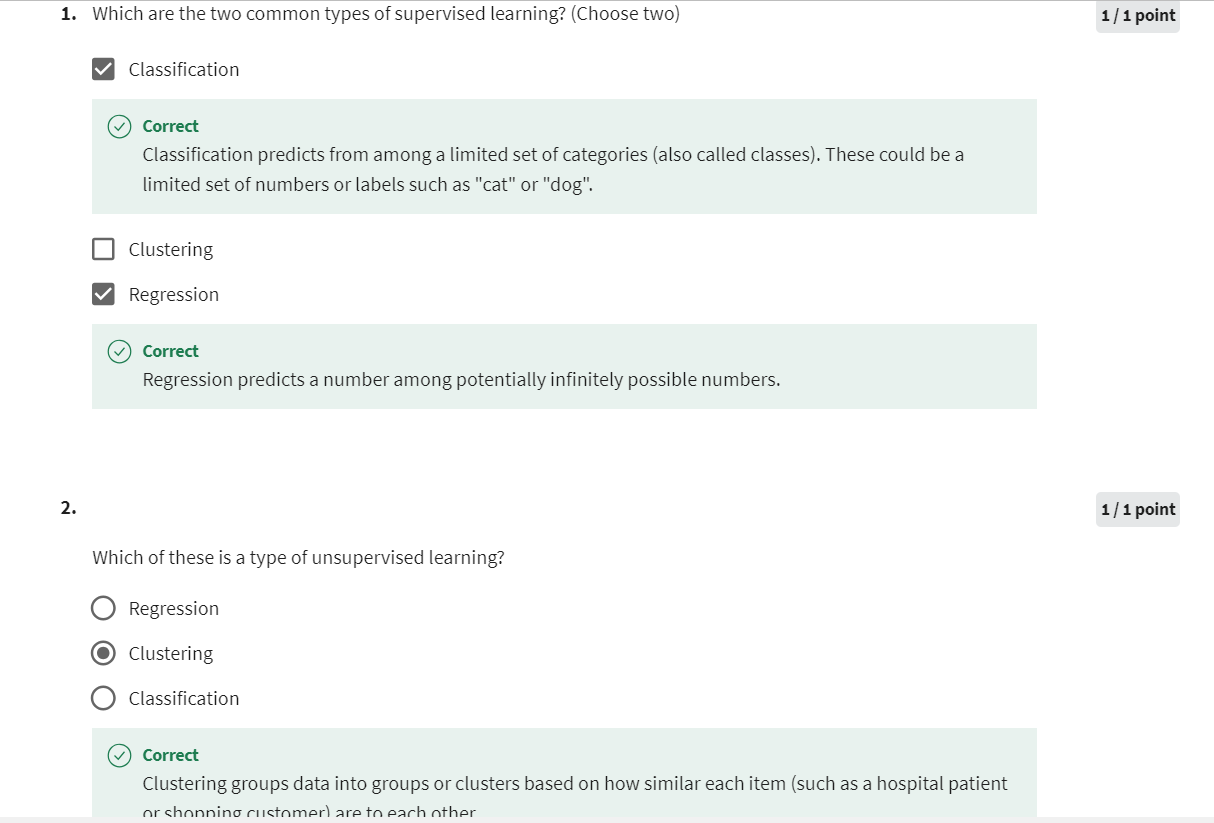 1. Which are the two common types of supervised learning? (Choose two)
1 / 1 point
Classification
Correct
Classification predicts from among a limited set of categories (also called classes). These could be a
limited set of numbers or labels such as "cat" or "dog".
Clustering
Regression
Correct
Regression predicts a number among potentially infinitely possible numbers.
2.
1 / 1 point
Which of these is a type of unsupervised learning?
Regression
Clustering
Classification
Correct
Clustering groups data into groups or clusters based on how similar each item (such as a hospital patient
or shopping customer) are to each other